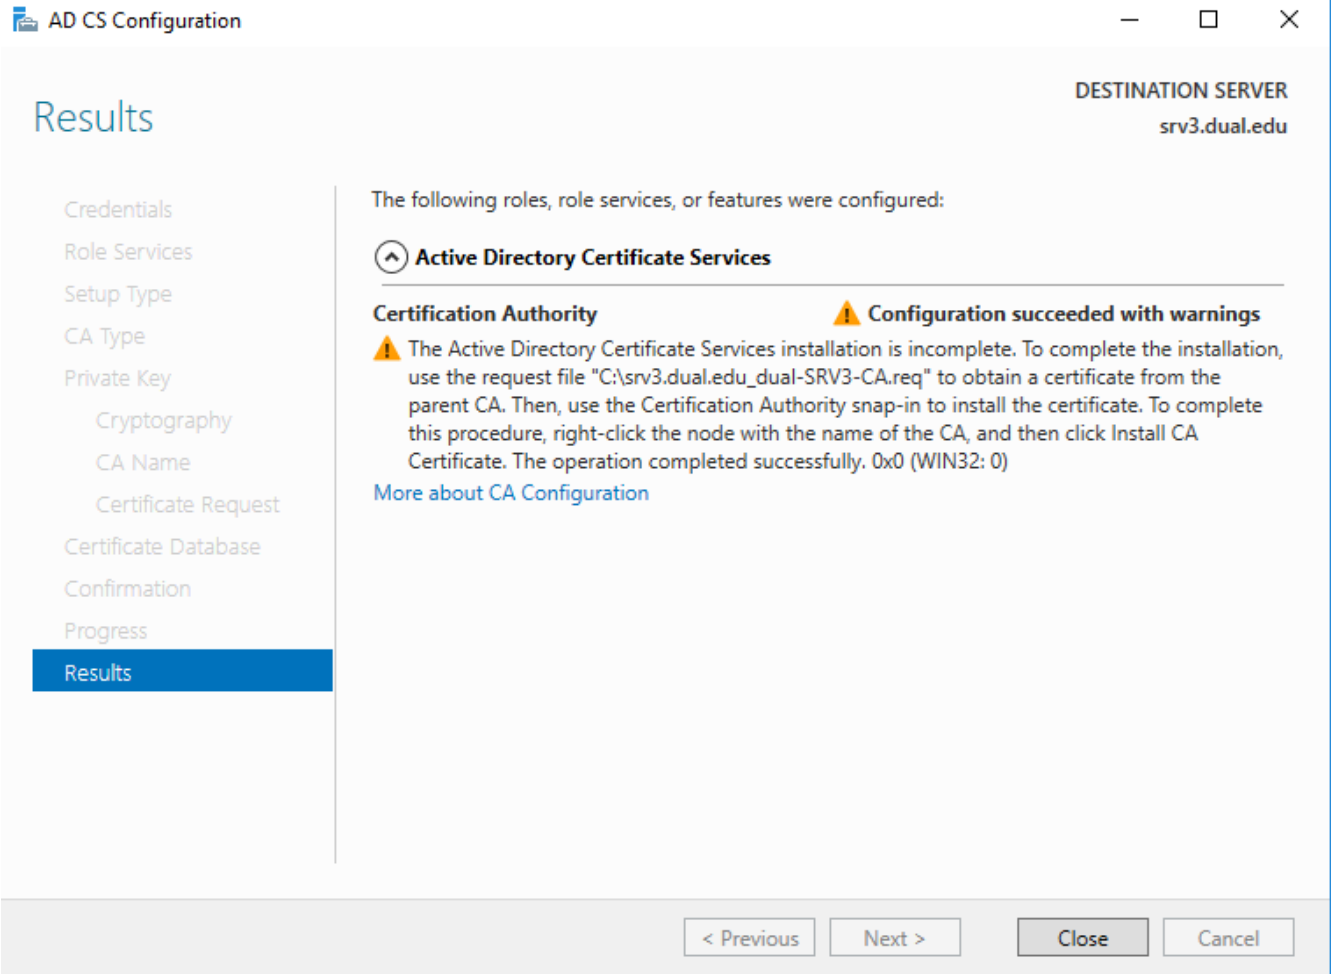 AD CS Configuration
Results
DESTINATION SERVER
srv3.dual.edu
Credentials
Role Services
Setup Type
CA Type
Private Key
Cryptography
CA Name
Certificate Request
Certificate Database
Confirmation
Progress
Results
The following roles, role services, or features were configured:
Active Directory Certificate Services
Certification Authority
Configuration succeeded with warnings
The Active Directory Certificate Services installation is incomplete. To complete the installation,
use the request file "C:\srv3.dual.edu_dual-SRV3-CA.req" to obtain a certificate from the
parent CA. Then, use the Certification Authority snap-in to install the certificate. To complete
this procedure, right-click the node with the name of the CA, and then click Install CA
Certificate. The operation completed successfully. 0x0 (WIN32: 0)
More about CA Configuration
< Previous
Next >
Close
Cancel